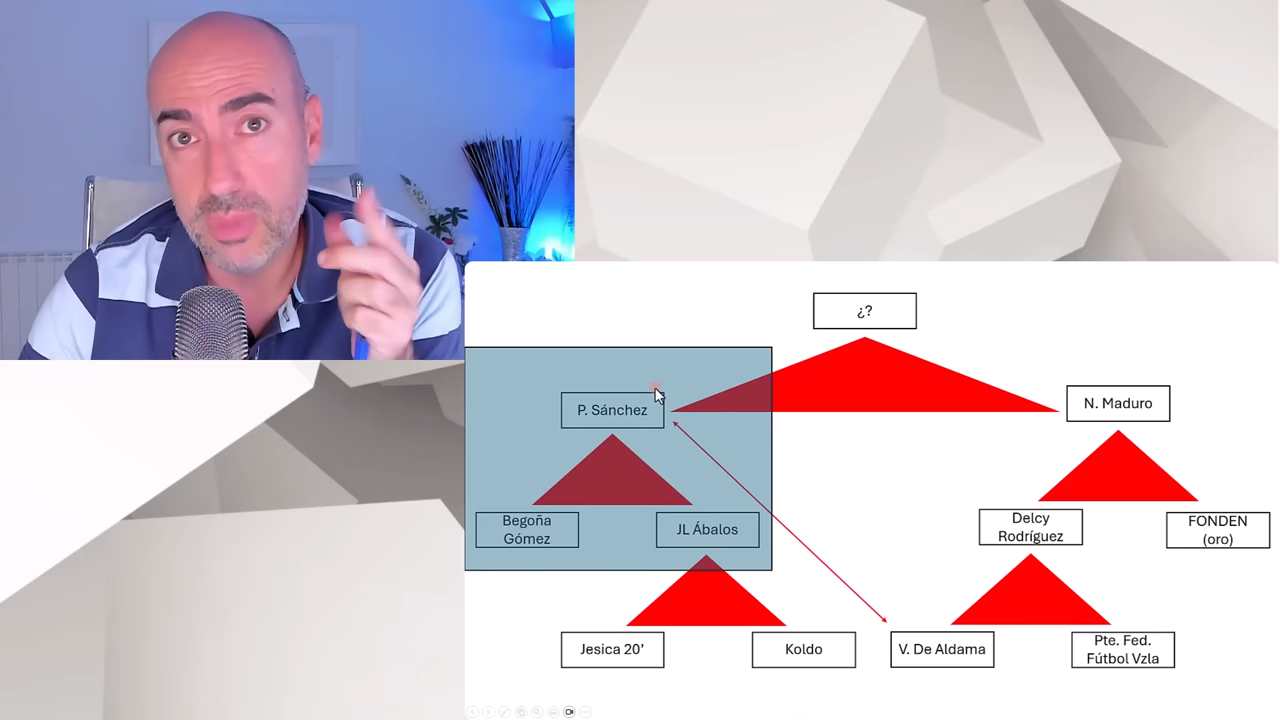 ¿?
P. Sánchez
N. Maduro
Begoña
Gómez
JL Ábalos
Delcy
Rodríguez
FONDEN
(oro)
Jesica 20’
Koldo
V. De Aldama
Pte. Fed.
Fútbol Vzla